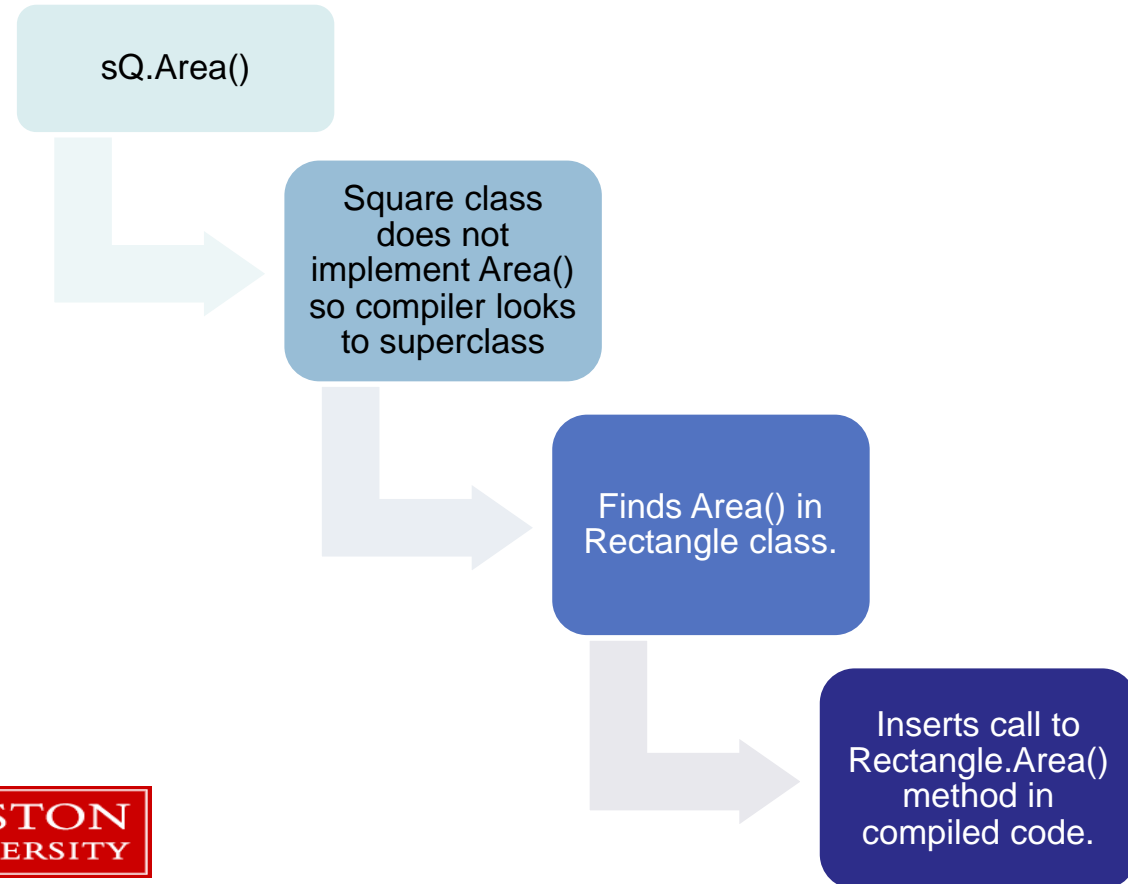 sQ.Area()
Square class
does not
implement Area()
so compiler looks
to superclass
Finds Area() in
Rectangle class.
Inserts call to
Rectangle.Area()
method in
compiled code.
STON
ERSITY